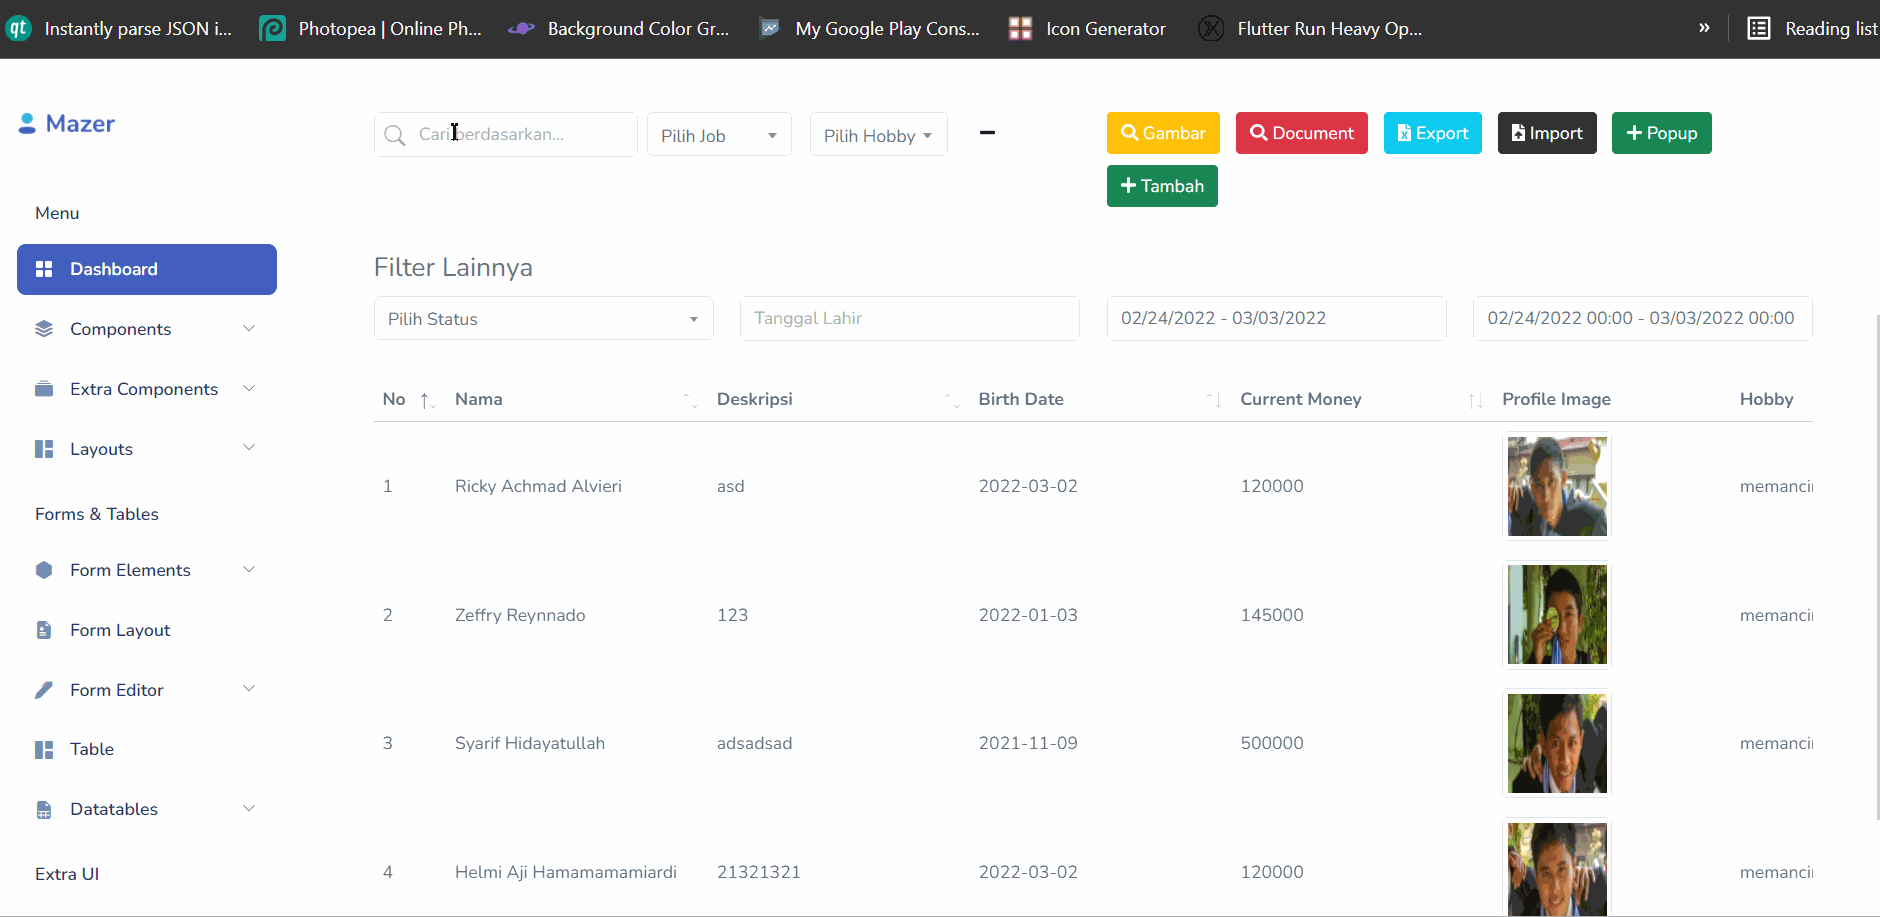 qt Instantly parse JSON i... Photopea | Online Ph... Background Color Gr... My Google Play Cons... Icon Generator Flutter Run Heavy Op... » Reading list
Mazer
Cari berdasarkan... Pilih Job Pilih Hobby Gambar Document Export Import Popup
Tambah
Menu
Dashboard
Components
Extra Components
Layouts
Forms & Tables
Form Elements
Form Layout
Form Editor
Table
Datatables
Extra UI
Filter Lainnya
Pilih Status Tanggal Lahir 02/24/2022 - 03/03/2022 02/24/2022 00:00 - 03/03/2022 00:00
No Nama Deskripsi Birth Date Current Money Profile Image Hobby
1 Ricky Achmad Alvieri asd 2022-03-02 120000
2 Zeffry Reynnado 123 2022-01-03 145000
3 Syarif Hidayatullah adsadsad 2021-11-09 500000
4 Helmi Aji Hamamamamiardi 21321321 2022-03-02 120000